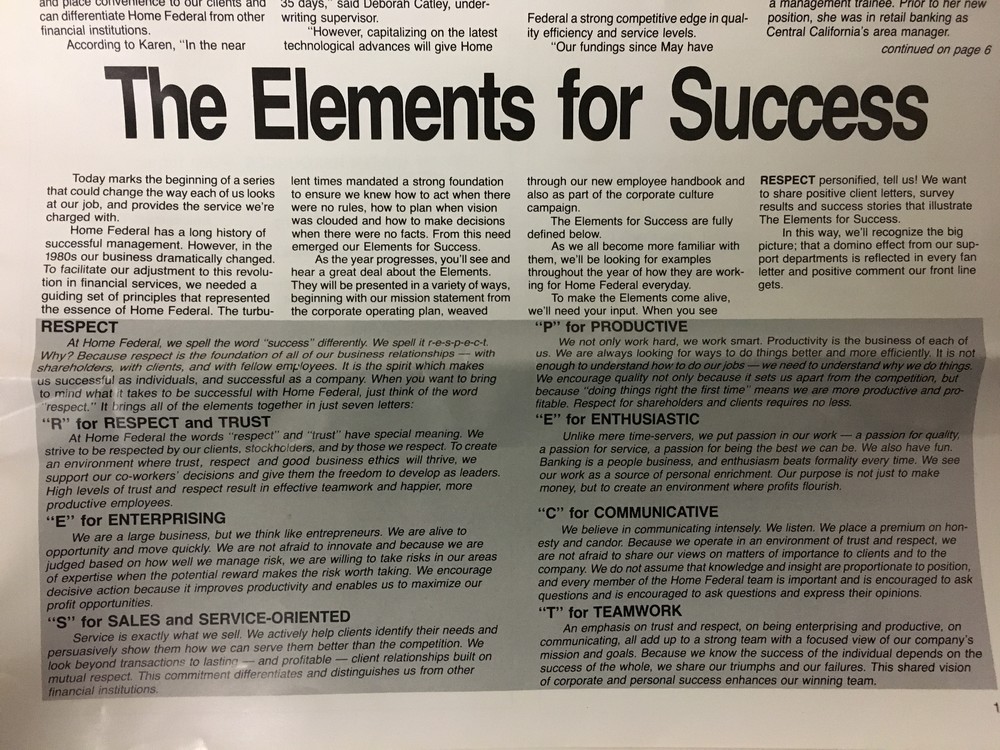 and place convenience to our clients and
can differentiate Home Federal from other
financial institutions.
According to Karen, “In the near
35 days,” said Deborah Catley, under-
writing supervisor.
“However, capitalizing on the latest
technological advances will give Home
Federal a strong competitive edge in qual-
ity efficiency and service levels.
“Our fundings since May have
a management trainee. Prior to her new
position, she was in retail banking as
Central California's area manager.
continued on page 6
The Elements for Success
Today marks the beginning of a series
that could change the way each of us looks
at our job, and provides the service we're
charged with.
Home Federal has a long history of
successful management. However, in the
1980s our business dramatically changed.
To facilitate our adjustment to this revolu-
tion in financial services, we needed a
guiding set of principles that represented
the essence of Home Federal. The turbu-
lent times mandated a strong foundation
to ensure we knew how to act when there
were no rules, how to plan when vision
was clouded and how to make decisions
when there were no facts. From this need
emerged our Elements for Success.
As the year progresses, you'll see and
hear a great deal about the Elements.
They will be presented in a variety of ways,
beginning with our mission statement from
the corporate operating plan, weaved
through our new employee handbook and
also as part of the corporate culture
campaign.
The Elements for Success are fully
defined below.
As we all become more familiar with
them, we'll be looking for examples
throughout the year of how they are work-
ing for Home Federal everyday.
To make the Elements come alive,
we'll need your input. When you see
RESPECT personified, tell us! We want
to share positive client letters, survey
results and success stories that illustrate
The Elements for Success.
In this way, we'll recognize the big
picture; that a domino effect from our sup-
port departments is reflected in every fan
letter and positive comment our front line
gets.
RESPECT
At Home Federal, we spell the word “success” differently. We spell it r-e-s-p-e-c-t.
Why? Because respect is the foundation of all of our business relationships — with
shareholders, with clients, and with fellow employees. It is the spirit which makes
us successful as individuals, and successful as a company. When you want to bring
to mind what it takes to be successful with Home Federal, just think of the word
“respect.” It brings all of the elements together in just seven letters:
“R” for RESPECT and TRUST
At Home Federal the words “respect” and “trust” have special meaning. We
strive to be respected by our clients, stockholders, and by those we respect. To create
an environment where trust, respect and good business ethics will thrive, we
support our co-workers' decisions and give them the freedom to develop as leaders.
High levels of trust and respect result in effective teamwork and happier, more
productive employees.
“E” for ENTERPRISING
We are a large business, but we think like entrepreneurs. We are alive to
opportunity and move quickly. We are not afraid to innovate and because we are
judged based on how well we manage risk, we are willing to take risks in our areas
of expertise when the potential reward makes the risk worth taking. We encourage
decisive action because it improves productivity and enables us to maximize our
profit opportunities.
“S” for SALES and SERVICE-ORIENTED
Service is exactly what we sell. We actively help clients identify their needs and
persuasively show them how we can serve them better than the competition. We
look beyond transactions to lasting — and profitable — client relationships built on
mutual respect. This commitment differentiates and distinguishes us from other
financial institutions.
“P” for PRODUCTIVE
We not only work hard, we work smart. Productivity is the business of each of
us. We are always looking for ways to do things better and more efficiently. It is not
enough to understand how to do our jobs — we need to understand why we do things.
We encourage quality not only because it sets us apart from the competition, but
because “doing things right the first time” means we are more productive and pro-
fitable. Respect for shareholders and clients requires no less.
“E” for ENTHUSIASTIC
Unlike mere time-servers, we put passion in our work — a passion for quality,
a passion for service, a passion for being the best we can be. We also have fun.
Banking is a people business, and enthusiasm beats formality every time. We see
our work as a source of personal enrichment. Our purpose is not just to make
money, but to create an environment where profits flourish.
“C” for COMMUNICATIVE
We believe in communicating intensely. We listen. We place a premium on hon-
esty and candor. Because we operate in an environment of trust and respect, we
are not afraid to share our views on matters of importance to clients and to the
company. We do not assume that knowledge and insight are proportionate to position,
and every member of the Home Federal team is important and is encouraged to ask
questions and is encouraged to ask questions and express their opinions.
“T” for TEAMWORK
An emphasis on trust and respect, on being enterprising and productive, on
communicating, all add up to a strong team with a focused view of our company's
mission and goals. Because we know the success of the individual depends on the
success of the whole, we share our triumphs and our failures. This shared vision
of corporate and personal success enhances our winning team.
1